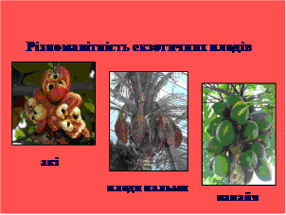 Різноманітність екзотичних плодів
акі
плоди пальми
папайя